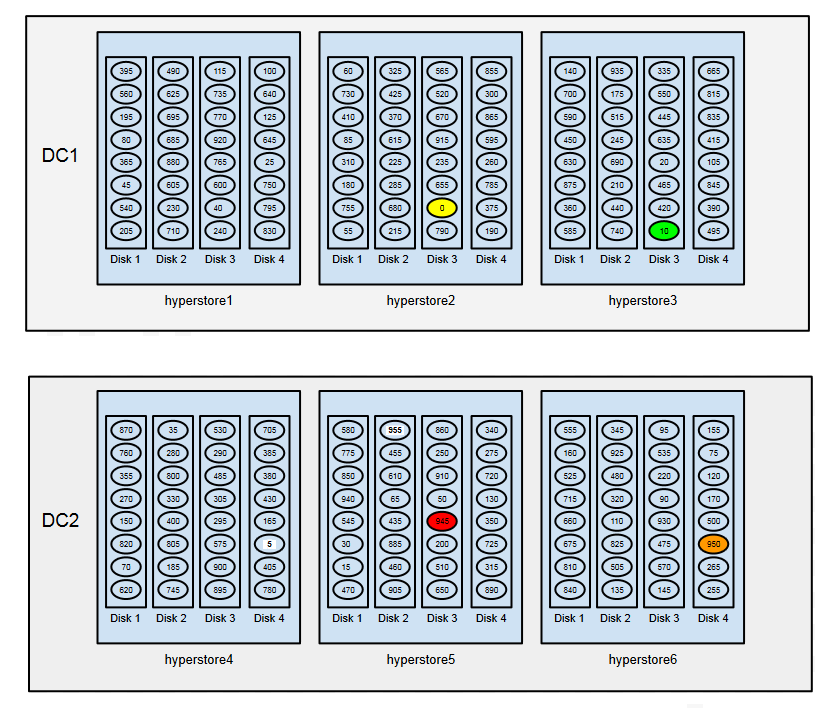 395 490 115 100 60 325 565 855 140 935 335 665
560 625 735 640 730 425 520 300 700 175 550 815
195 695 770 125 410 370 670 865 590 515 445 835
80 685 920 645 85 615 915 595 450 245 635 415
DC1
365 880 765 25 310 225 235 260 630 690 20 105
45 605 600 750 180 285 655 785 875 210 465 845
540 230 40 795 755 680 0 375 360 440 420 390
205 710 240 830 55 215 790 190 585 740 10 495
Disk 1 Disk 2 Disk 3 Disk 4 Disk 1 Disk 2 Disk 3 Disk 4 Disk 1 Disk 2 Disk 3 Disk 4
hyperstore1 hyperstore2 hyperstore3
870 35 530 705 580 955 860 340 555 345 95 155
760 280 290 385 775 455 250 275 160 925 535 75
355 800 485 380 850 610 910 720 525 480 220 120
270 330 305 430 940 65 50 130 715 320 90 170
DC2
150 400 295 165 545 435 945 350 660 110 930 500
820 805 575 5 30 885 200 725 675 825 475 950
70 185 900 405 15 460 510 315 810 505 570 265
620 745 895 780 470 905 650 890 840 135 145 255
Disk 1 Disk 2 Disk 3 Disk 4 Disk 1 Disk 2 Disk 3 Disk 4 Disk 1 Disk 2 Disk 3 Disk 4
hyperstore4 hyperstore5 hyperstore6